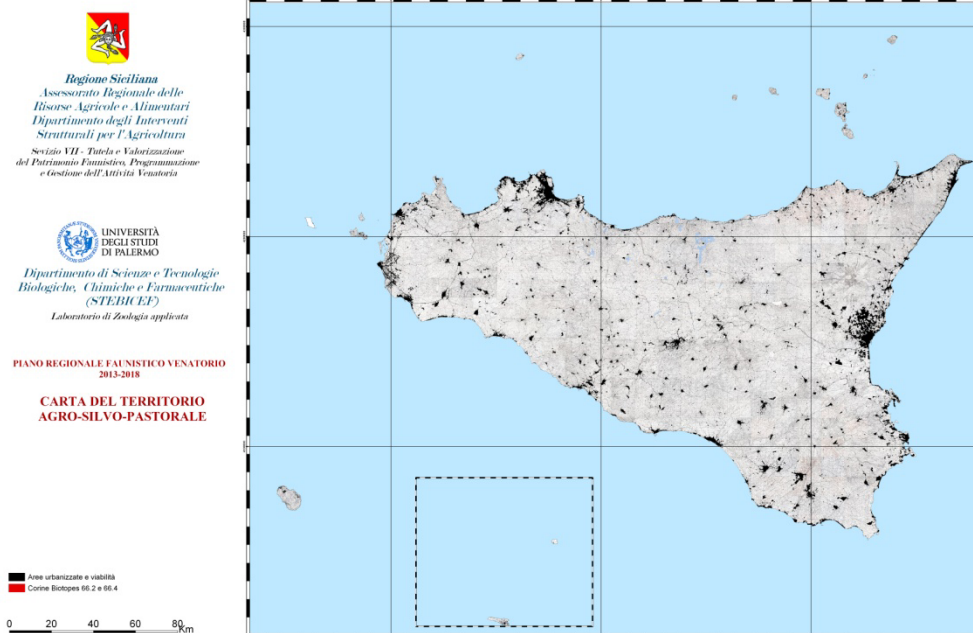 Regione Siciliana
Assessorato Regionale delle
Risorse Agricole e Alimentari
Dipartimento degli Interventi
Strutturali per l'Agricoltura
Sevizio VII - Tutela e Valorizzazione
del Patrimonio Faunistico, Programmazione
e Gestione dell'Attività Venatoria
UNIVERSITÀ
DEGLI STUDI
DI PALERMO
Dipartimento di Scienze e Tecnologie
Biologiche, Chimiche e Farmaceutiche
(STEBICEF)
Laboratorio di Zoologia applicata
PIANO REGIONALE FAUNISTICO VENATORIO
2013-2018
CARTA DEL TERRITORIO
AGRO-SILVO-PASTORALE
Aree urbanizzate e viabilità
Corine Biotopes 66.2 e 66.4
0 20 40 60 80
Km